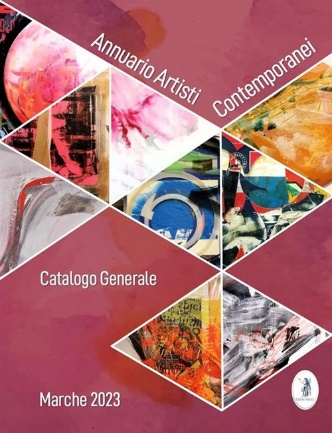 Annuario Artisti
Contemporanei
Catalogo Generale
Marche 2023